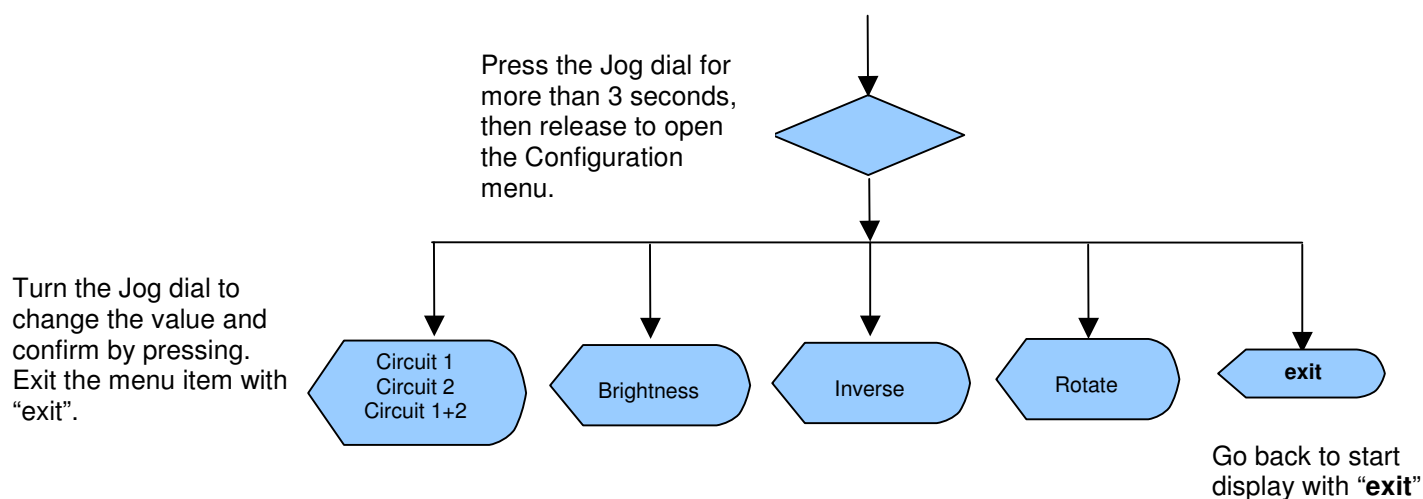 Press the Jog dial for
more than 3 seconds,
then release to open
the Configuration
menu.
Turn the Jog dial to
change the value and
confirm by pressing.
Exit the menu item with
“exit”.
Circuit 1
Circuit 2
Circuit 1+2
Brightness
Inverse
Rotate
exit
Go back to start
display with “exit”